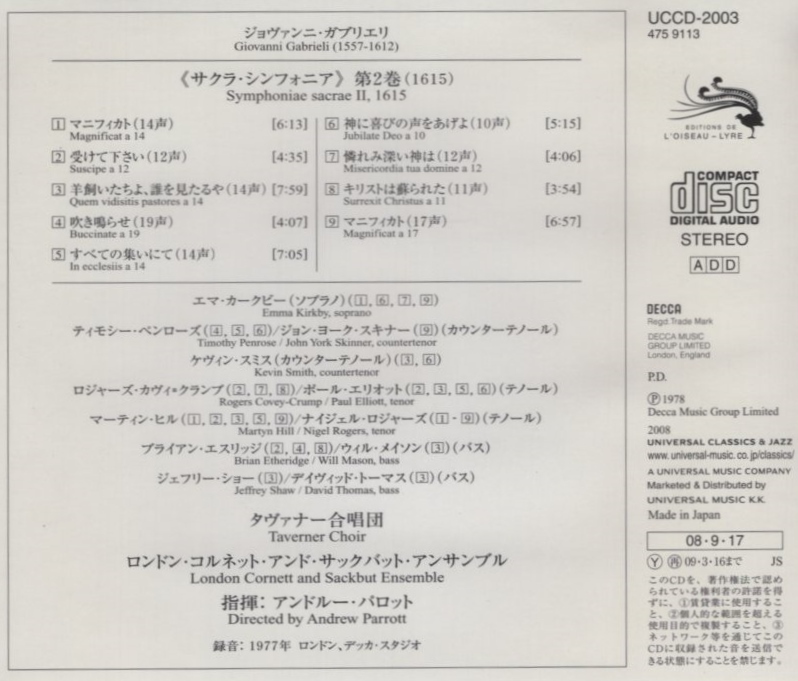 ジョヴァンニ・ガブリエリ
Giovanni Gabrieli (1557-1612)
《サクラ・シンフォニア》 第2巻 (1615)
Symphoniae sacrae II, 1615
1 マニフィカト(14声) [6:13]
Magnificat a 14
2 受けて下さい(12声) [4:35]
Suscipe a 12
3 羊飼いたちよ、誰を見たるや(14声) [7:59]
Quem vidisitis pastores a 14
4 吹き鳴らせ(19声) [4:07]
Buccinate a 19
5 すべての集いにて(14声) [7:05]
In ecclesiis a 14
6 神に喜びの声をあげよ(10声) [5:15]
Jubilate Deo a 10
7 憐れみ深い神は(12声) [4:06]
Misericordia tua domine a 12
8 キリストは蘇られた(11声) [3:54]
Surrexit Christus a 11
9 マニフィカト(17声) [6:57]
Magnificat a 17
エマ・カークビー(ソプラノ)(1, 6, 7, 9)
Emma Kirkby, soprano
ティモシー・ペンローズ(4, 5, 6)/ジョン・ヨーク・スキナー(9)(カウンターテノール)
Timothy Penrose / John York Skinner, countertenor
ケヴィン・スミス(カウンターテノール)(3, 6)
Kevin Smith, countertenor
ロジャーズ・カヴィ=クランプ(2, 7, 8)/ポール・エリオット(2, 3, 5, 6)(テノール)
Rogers Covey-Crump / Paul Elliott, tenor
マーティン・ヒル(1, 2, 3, 5, 9)/ナイジェル・ロジャーズ(1 - 9)(テノール)
Martyn Hill / Nigel Rogers, tenor
ブライアン・エスリッジ(2, 4, 8)/ウィル・メイソン(3)(バス)
Brian Etheridge / Will Mason, bass
ジェフリー・ショー(3)/デイヴィッド・トーマス(3)(バス)
Jeffrey Shaw / David Thomas, bass
タヴァナー合唱団
Taverner Choir
ロンドン・コルネット・アンド・サックバット・アンサンブル
London Cornett and Sackbut Ensemble
指揮: アンドルー・パロット
Directed by Andrew Parrott
録音: 1977年 ロンドン、デッカ・スタジオ
UCCD-2003
475 9113
EDITIONS DE
L'OISEAU-LYRE
COMPACT
disc
DIGITAL AUDIO
STEREO
ADD
DECCA
Regd.Trade Mark
DECCA MUSIC
GROUP LIMITED
London, England
P.D.
Ⓟ1978
Decca Music Group Limited
2008
UNIVERSAL CLASSICS & JAZZ
www.universal-music.co.jp/classics/
A UNIVERSAL MUSIC COMPANY
Marketed & Distributed by
UNIVERSAL MUSIC K.K.
Made in Japan
08・9・17
Ⓨ 再 09・3・16まで JS
このCDを、著作権法で認め
られている権利者の許諾を得
ずに、①賃貸業に使用するこ
と、②個人的な範囲を超える
使用目的で複製すること、③
ネットワーク等を通じてこの
CDに収録された音を送信で
きる状態にすることを禁じます。